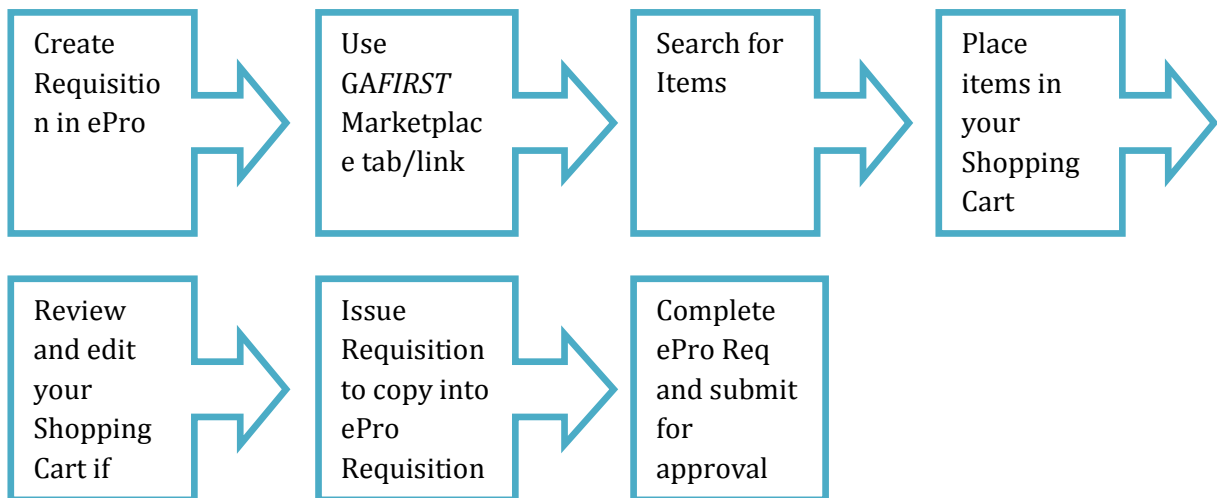 Create
Requisitio
n in ePro
Use
GAFIRST
Marketplac
e tab/link
Search for
Items
Place
items in
your
Shopping
Cart
Review
and edit
your
Shopping
Cart if
Issue
Requisition
to copy into
ePro
Requisition
Complete
ePro Req
and submit
for
approval